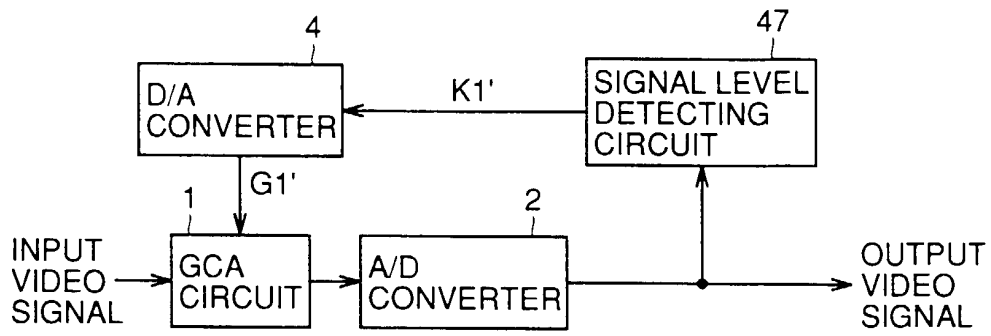 4
47
D/A
CONVERTER
K1'
SIGNAL LEVEL
DETECTING
CIRCUIT
G1'
1
2
INPUT
VIDEO
SIGNAL
GCA
CIRCUIT
A/D
CONVERTER
OUTPUT
VIDEO
SIGNAL